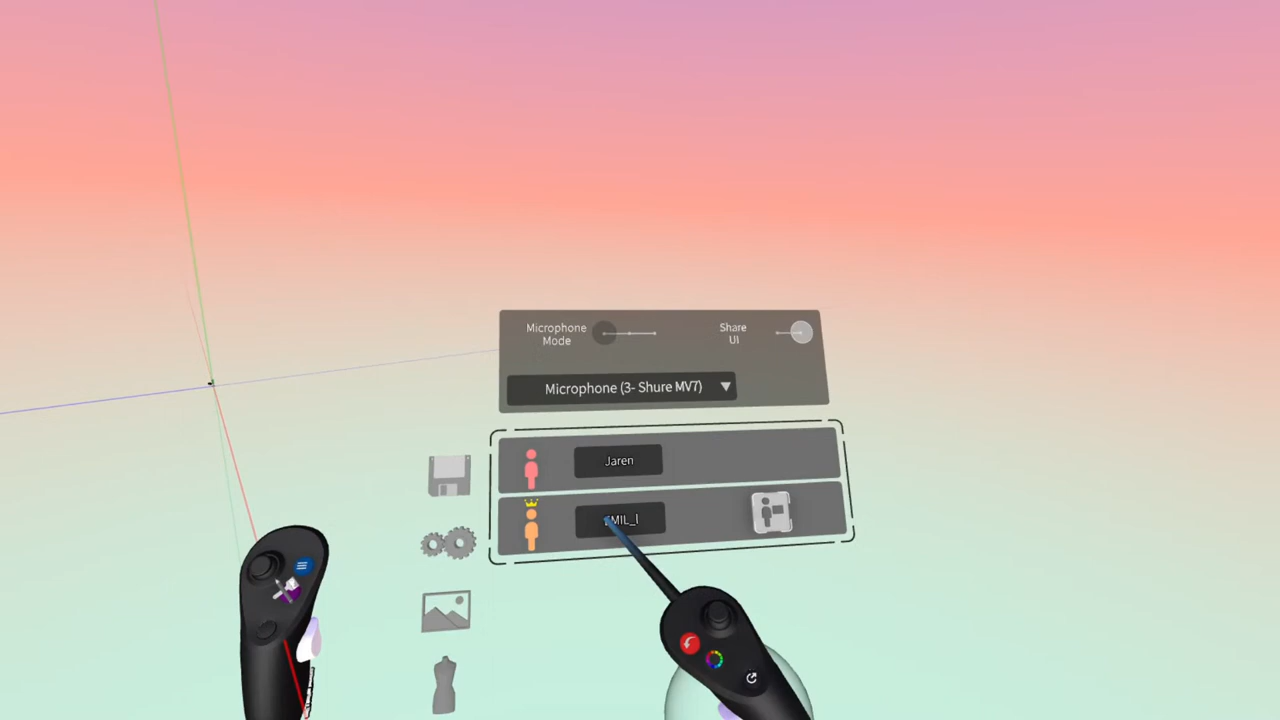 Microphone
Mode
Share
UI
Microphone (3- Shure MV7)
Jaren